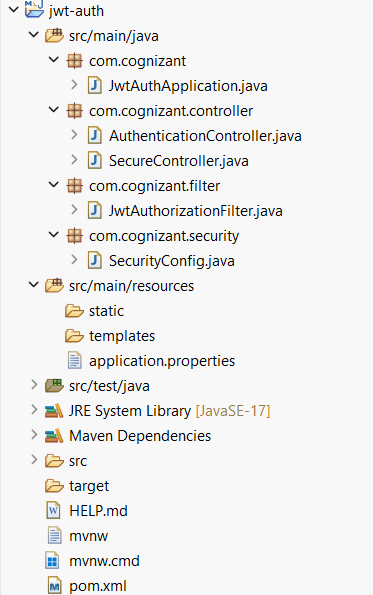 jwt-auth
src/main/java
com.cognizant
JwtAuthApplication.java
com.cognizant.controller
AuthenticationController.java
SecureController.java
com.cognizant.filter
JwtAuthorizationFilter.java
com.cognizant.security
SecurityConfig.java
src/main/resources
static
templates
application.properties
src/test/java
JRE System Library [JavaSE-17]
Maven Dependencies
src
target
HELP.md
mvnw
mvnw.cmd
pom.xml